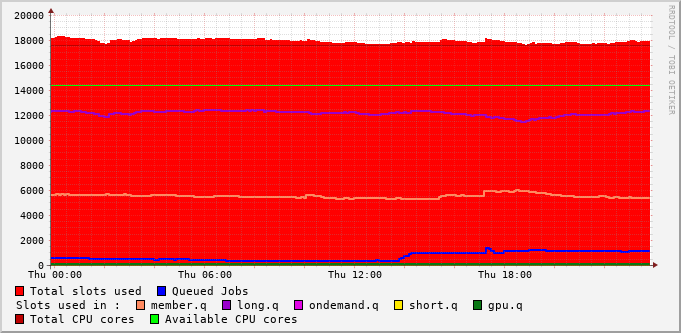 RRDTOOL / TOBI OETIKER
20000
18000
16000
14000
12000
10000
8000
6000
4000
2000
0
Thu 00:00 Thu 06:00 Thu 12:00 Thu 18:00
Total slots used Queued Jobs
Slots used in : member.q long.q ondemand.q short.q gpu.q
Total CPU cores Available CPU cores